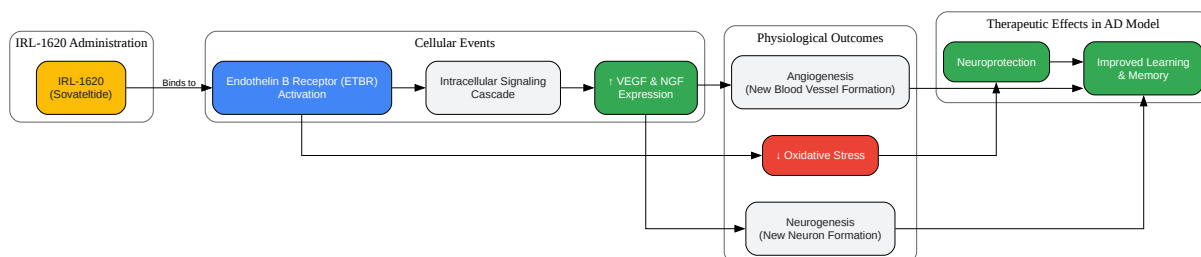 IRL-1620 Administration
IRL-1620
(Sovateltide)
Binds to
Cellular Events
Endothelin B Receptor (ETBR)
Activation
Intracellular Signaling
Cascade
↑ VEGF & NGF
Expression
Physiological Outcomes
Angiogenesis
(New Blood Vessel Formation)
↓ Oxidative Stress
Neurogenesis
(New Neuron Formation)
Therapeutic Effects in AD Model
Neuroprotection
Improved Learning
& Memory